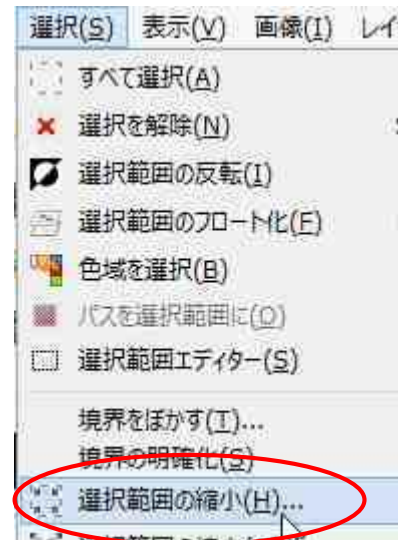 選択(S) 表示(V) 画像(I) レイ
すべて選択(A)
選択を解除(N)
選択範囲の反転(I)
選択範囲のフロート化(F)
色域を選択(B)
パスを選択範囲に(O)
選択範囲エディター(S)
境界をぼかす(T)...
境界の明確化(S)
選択範囲の縮小(H)...